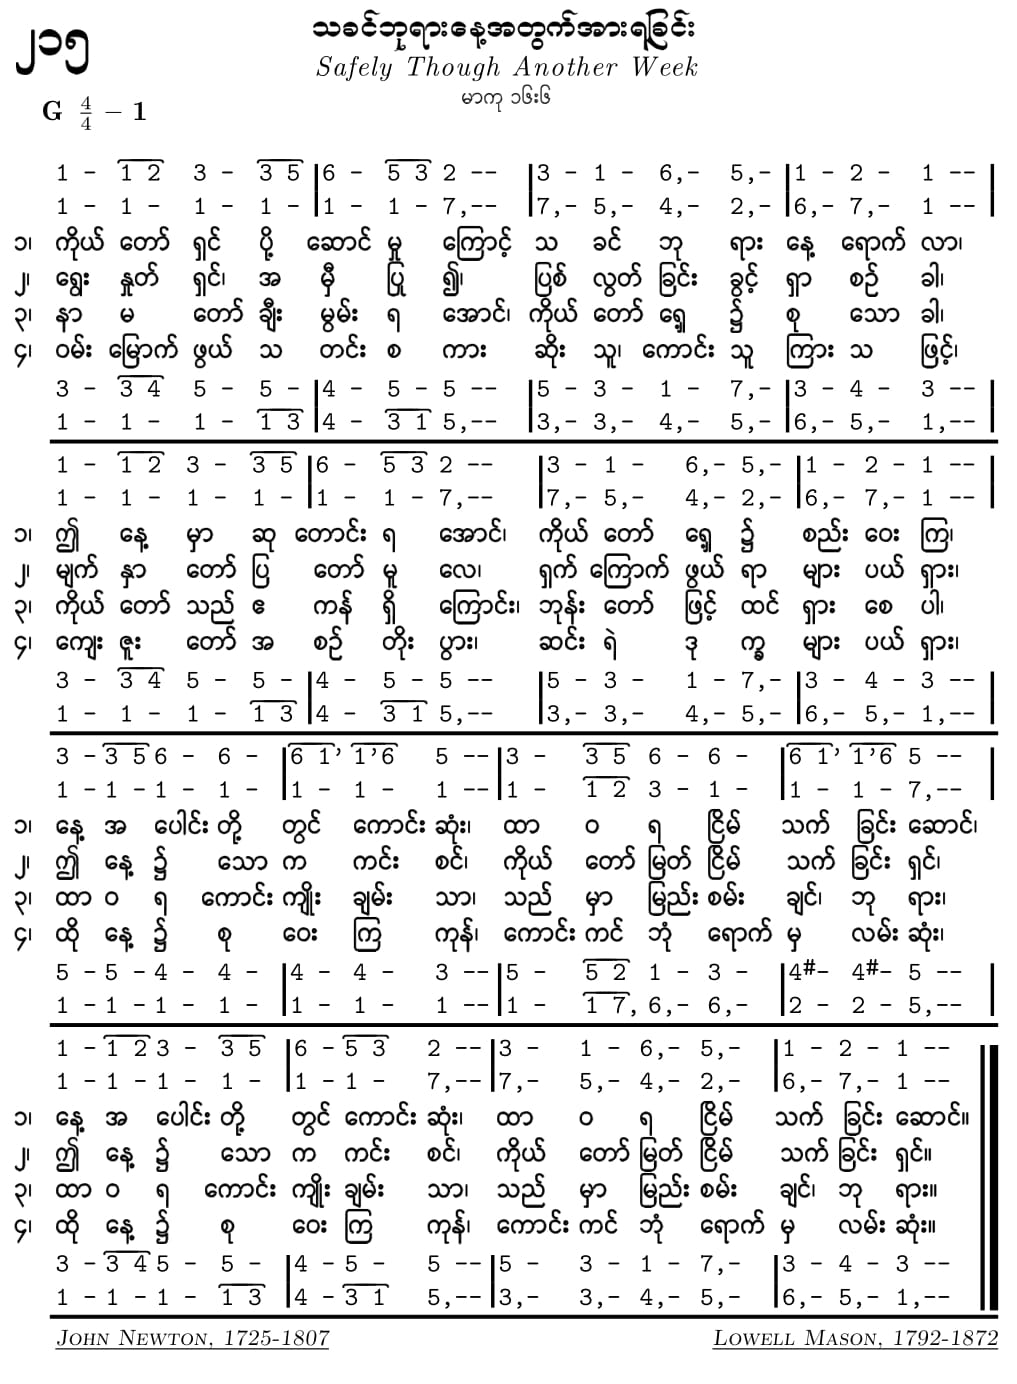 ၂၁၅
သခင်ဘုရားနေ့အတွက်အားရခြင်း
Safely Though Another Week
မာကု ၁၆း၆
G 4/4 – 1
1 - 1 2 3 - 3 5 |6 - 5 3 2 -- |3 - 1 - 6,- 5,- |1 - 2 - 1 -- |
1 - 1 - 1 - 1 - |1 - 1 - 7,-- |7,- 5,- 4,- 2,- |6,- 7,- 1 -- |
၁၊ ကိုယ် တော် ရှင် ပို့ ဆောင် မှု ကြောင့် သ ခင် ဘု ရား နေ့ ရောက် လာ၊
၂၊ ရွေး နှုတ် ရှင်၊ အ မှီ ပြု ၍၊ ပြစ် လွတ် ခြင်း ခွင့် ရှာ စဉ် ခါ၊
၃၊ နာ မ တော် ချီး မွမ်း ရ အောင်၊ ကိုယ် တော် ရှေ့ ၌ စု သော ခါ၊
၄၊ ဝမ်း မြောက် ဖွယ် သ တင်း စ ကား ဆိုး သူ၊ ကောင်း သူ ကြား သ ဖြင့်၊
3 - 3 4 5 - 5 - |4 - 5 - 5 -- |5 - 3 - 1 - 7,- |3 - 4 - 3 -- |
1 - 1 - 1 - 1 3 |4 - 3 1 5,-- |3,- 3,- 4,- 5,- |6,- 5,- 1,-- |
1 - 1 2 3 - 3 5 |6 - 5 3 2 -- |3 - 1 - 6,- 5,- |1 - 2 - 1 -- |
1 - 1 - 1 - 1 - |1 - 1 - 7,-- |7,- 5,- 4,- 2,- |6,- 7,- 1 -- |
၁၊ ဤ နေ့ မှာ ဆု တောင်း ရ အောင်၊ ကိုယ် တော် ရှေ့ ၌ စည်း ဝေး ကြ၊
၂၊ မျက် နှာ တော် ပြ တော် မူ လေ၊ ရှက် ကြောက် ဖွယ် ရာ များ ပယ် ရှား၊
၃၊ ကိုယ် တော် သည် ဧ ကန် ရှိ ကြောင်း၊ ဘုန်း တော် ဖြင့် ထင် ရှား စေ ပါ၊
၄၊ ကျေး ဇူး တော် အ စဉ် တိုး ပွား၊ ဆင်း ရဲ ဒု က္ခ များ ပယ် ရှား၊
3 - 3 4 5 - 5 - |4 - 5 - 5 -- |5 - 3 - 1 - 7,- |3 - 4 - 3 -- |
1 - 1 - 1 - 1 3 |4 - 3 1 5,-- |3,- 3,- 4,- 5,- |6,- 5,- 1,-- |
3 - 3 5 6 - 6 - |6 1’ 1’6 5 -- |3 - 3 5 6 - 6 - |6 1’ 1’6 5 -- |
1 - 1 - 1 - 1 - |1 - 1 - 1 -- |1 - 1 2 3 - 1 - |1 - 1 - 7,-- |
၁၊ နေ့ အ ပေါင်း တို့ တွင် ကောင်း ဆုံး၊ ထာ ဝ ရ ငြိမ် သက် ခြင်း ဆောင်၊
၂၊ ဤ နေ့ ၌ သော က ကင်း စင်၊ ကိုယ် တော် မြတ် ငြိမ် သက် ခြင်း ရှင်၊
၃၊ ထာ ဝ ရ ကောင်း ကျိုး ချမ်း သာ၊ သည် မှာ မြည်း စမ်း ချင်၊ ဘု ရား၊
၄၊ ထို နေ့ ၌ စု ဝေး ကြ ကုန်၊ ကောင်း ကင် ဘုံ ရောက် မှ လမ်း ဆုံး၊
5 - 5 - 4 - 4 - |4 - 4 - 3 -- |5 - 5 2 1 - 3 - |4#- 4#- 5 -- |
1 - 1 - 1 - 1 - |1 - 1 - 1 -- |1 - 1 7, 6,- 6,- |2 - 2 - 5,-- |
1 - 1 2 3 - 3 5 |6 - 5 3 2 -- |3 - 1 - 6,- 5,- |1 - 2 - 1 --
1 - 1 - 1 - 1 - |1 - 1 - 7,-- |7,- 5,- 4,- 2,- |6,- 7,- 1 --
၁၊ နေ့ အ ပေါင်း တို့ တွင် ကောင်း ဆုံး၊ ထာ ဝ ရ ငြိမ် သက် ခြင်း ဆောင်။
၂၊ ဤ နေ့ ၌ သော က ကင်း စင်၊ ကိုယ် တော် မြတ် ငြိမ် သက် ခြင်း ရှင်။
၃၊ ထာ ဝ ရ ကောင်း ကျိုး ချမ်း သာ၊ သည် မှာ မြည်း စမ်း ချင်၊ ဘု ရား။
၄၊ ထို နေ့ ၌ စု ဝေး ကြ ကုန်၊ ကောင်း ကင် ဘုံ ရောက် မှ လမ်း ဆုံး။
3 - 3 4 5 - 5 - |4 - 5 - 5 -- |5 - 3 - 1 - 7,- |3 - 4 - 3 --
1 - 1 - 1 - 1 3 |4 - 3 1 5,-- |3,- 3,- 4,- 5,- |6,- 5,- 1,--
JOHN NEWTON, 1725-1807
LOWELL MASON, 1792-1872